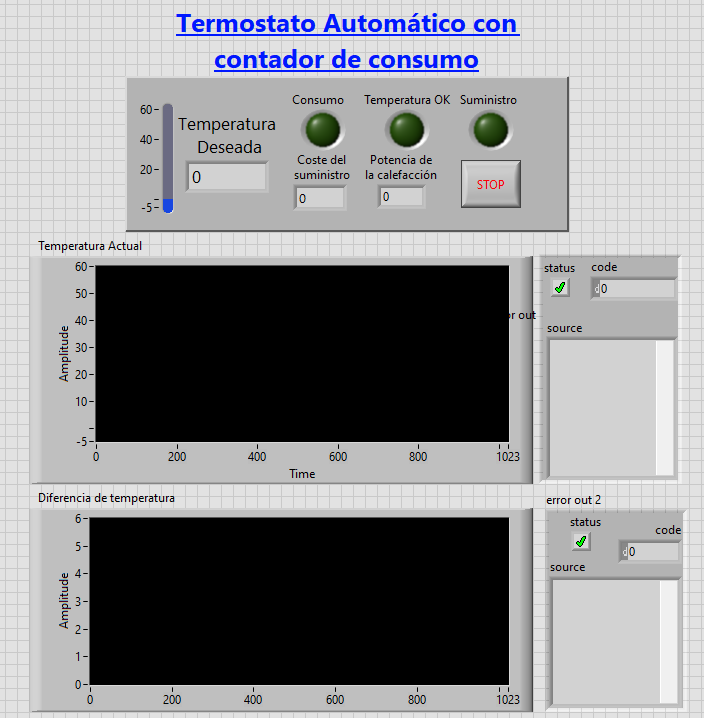 Termostato Automático con
contador de consumo
Consumo
Temperatura OK
Suministro
60
40
20
-5
Temperatura
Deseada
0
Coste del
suministro
0
Potencia de
la calefacción
0
STOP
Temperatura Actual
60
50
40
30
20
10
-5
Amplitude
0 200 400 600 800 1023
Time
or out
status
code
d 0
source
Diferencia de temperatura
6
5
4
3
2
1
0
Amplitude
0 200 400 600 800 1023
error out 2
status
code
d 0
source